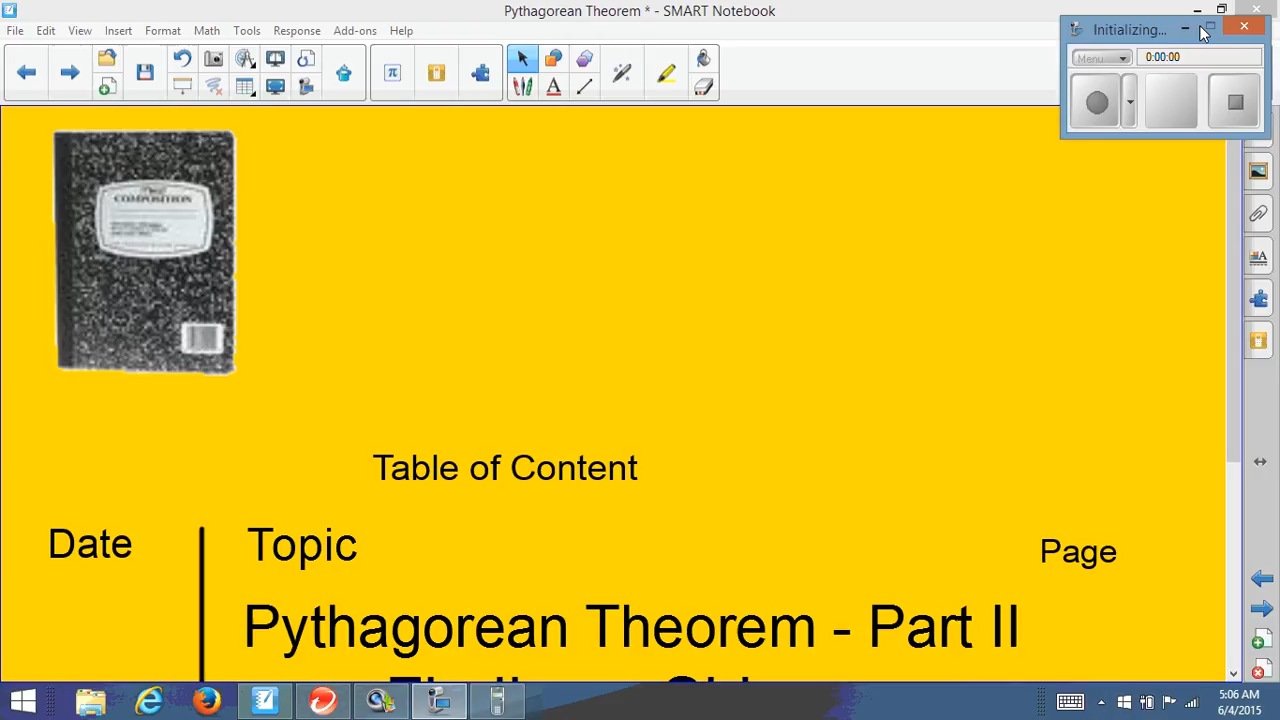 Pythagorean Theorem * - SMART Notebook
File Edit View Insert Format Math Tools Response Add-ons Help
Initializing...
Menu 0:00:00
COMPOSITION
Table of Content
Date Topic Page
Pythagorean Theorem - Part II
5:06 AM
6/4/2015